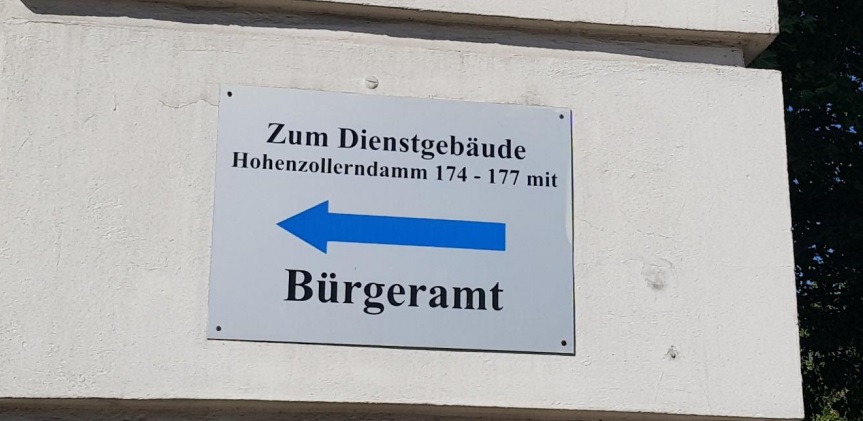 Zum Dienstgebäude
Hohenzollerndamm 174 - 177 mit
Bürgeramt